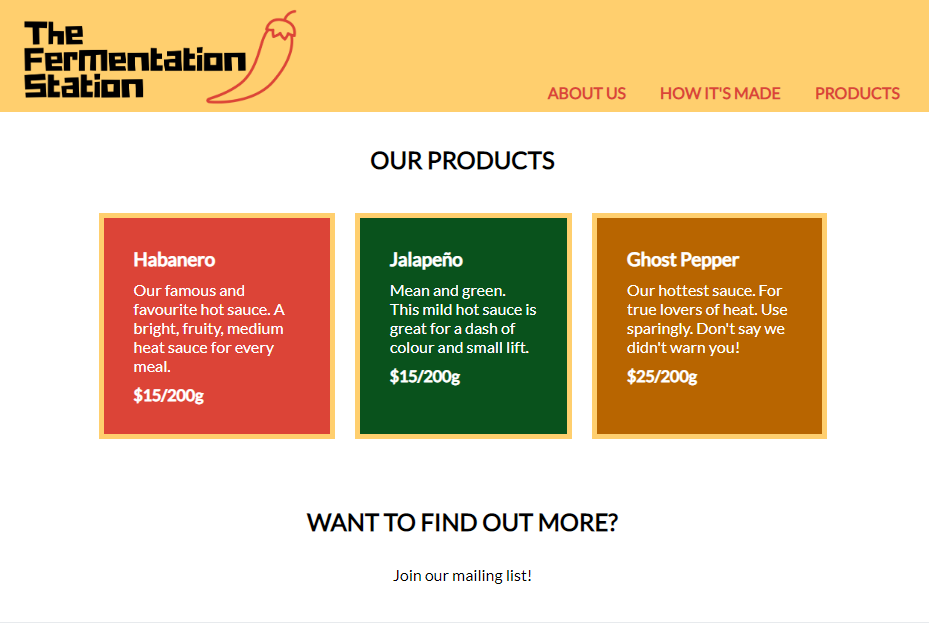 The
Fermentation
Station
ABOUT US HOW IT'S MADE PRODUCTS
OUR PRODUCTS
Habanero
Our famous and
favourite hot sauce. A
bright, fruity, medium
heat sauce for every
meal.
$15/200g
Jalapeño
Mean and green.
This mild hot sauce is
great for a dash of
colour and small lift.
$15/200g
Ghost Pepper
Our hottest sauce. For
true lovers of heat. Use
sparingly. Don't say we
didn't warn you!
$25/200g
WANT TO FIND OUT MORE?
Join our mailing list!